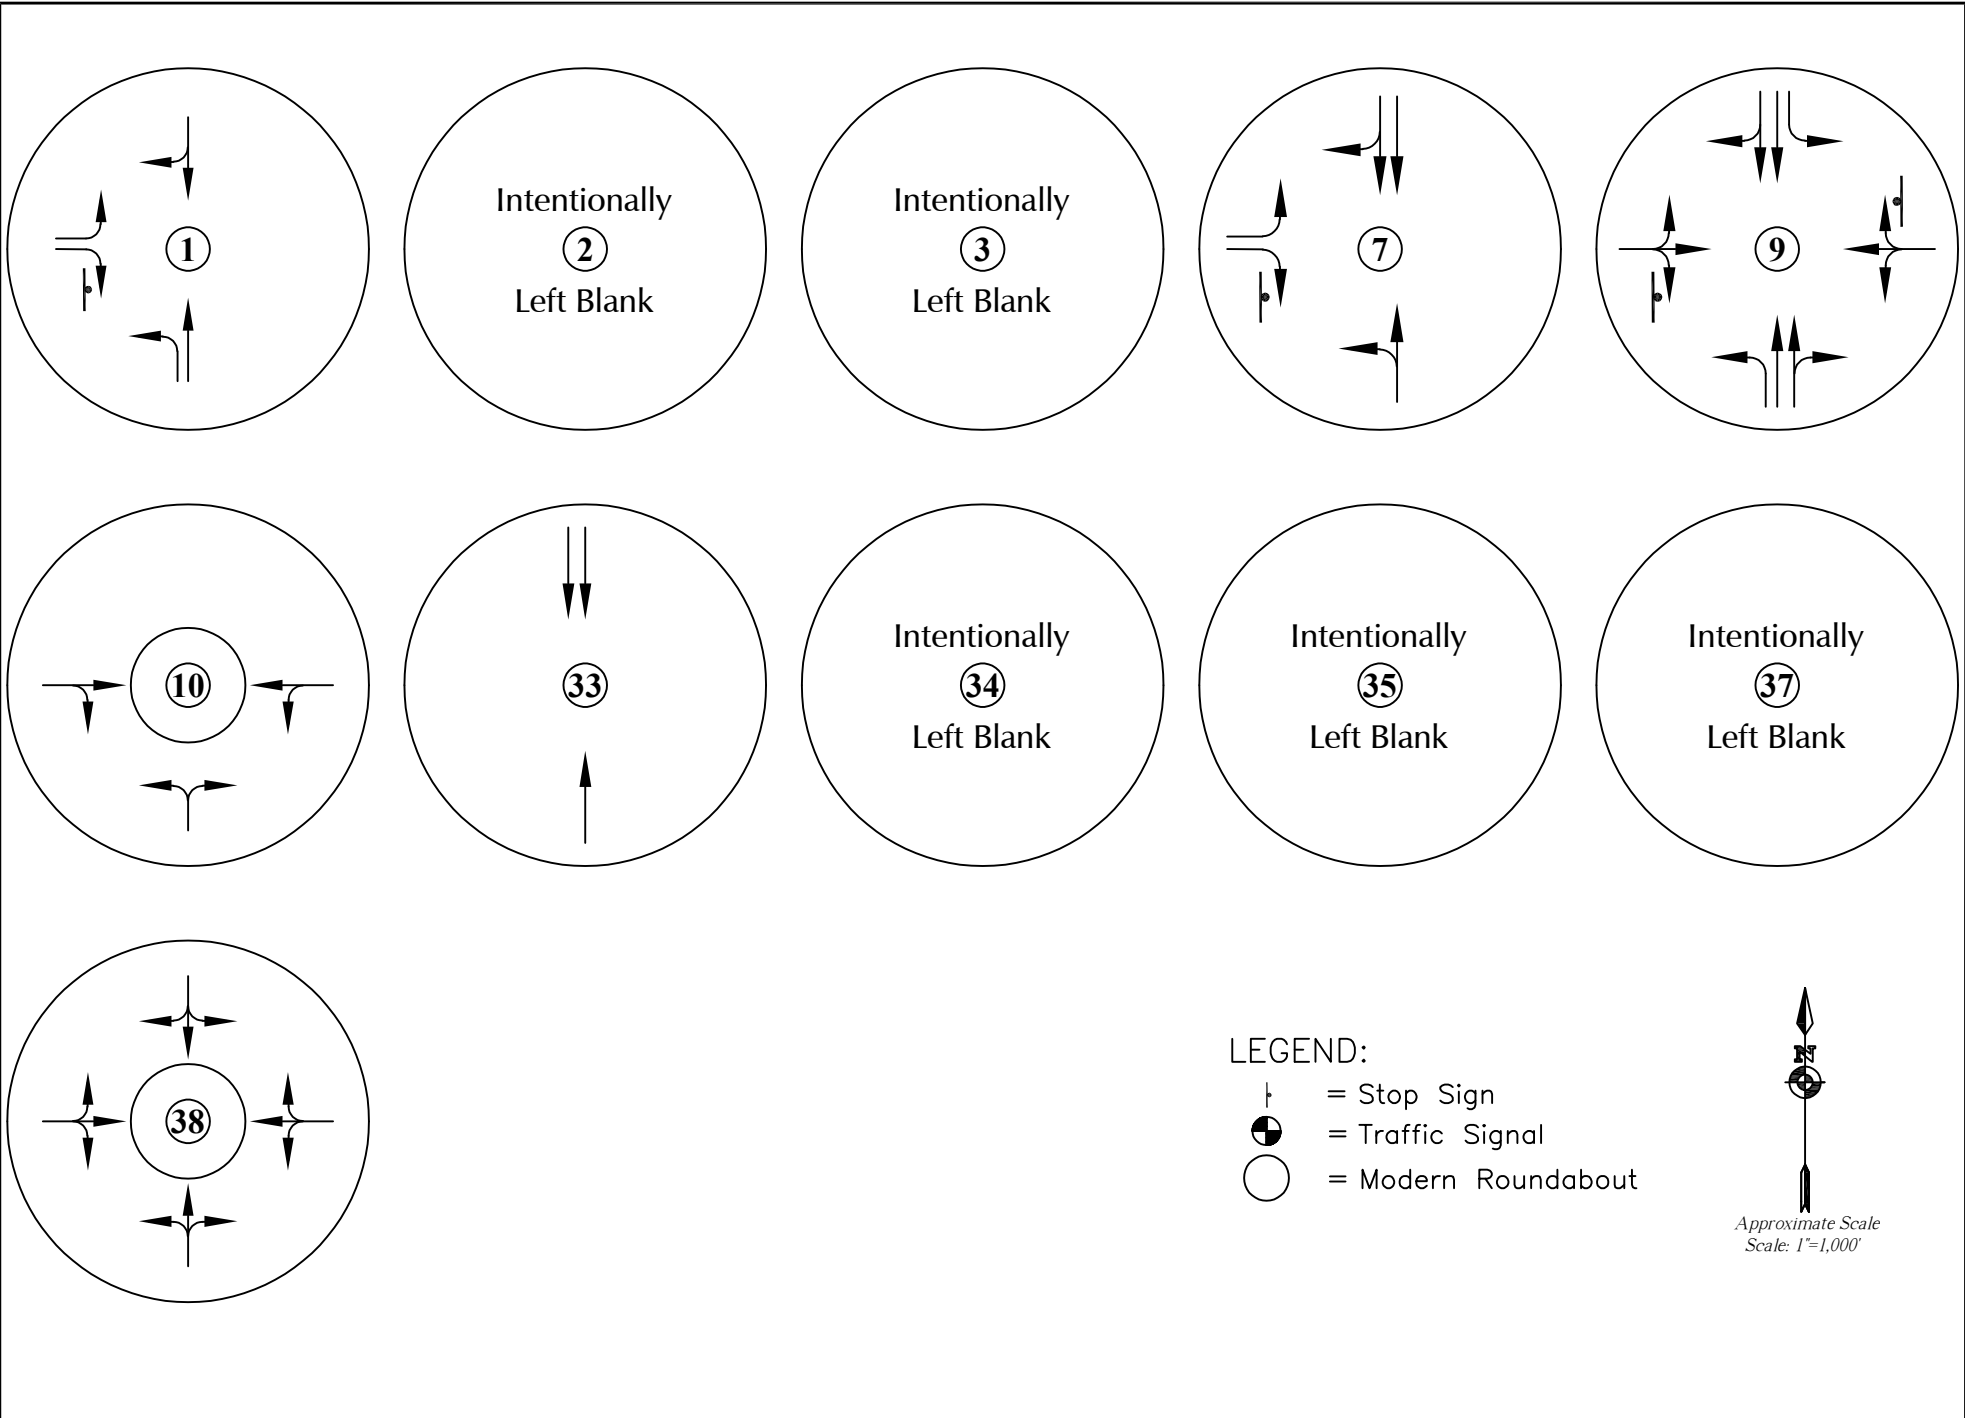 1
Intentionally
2
Left Blank
Intentionally
3
Left Blank
7
9
10
33
Intentionally
34
Left Blank
Intentionally
35
Left Blank
Intentionally
37
Left Blank
38
LEGEND:
= Stop Sign
= Traffic Signal
= Modern Roundabout
N
Approximate Scale
Scale: 1"=1,000'